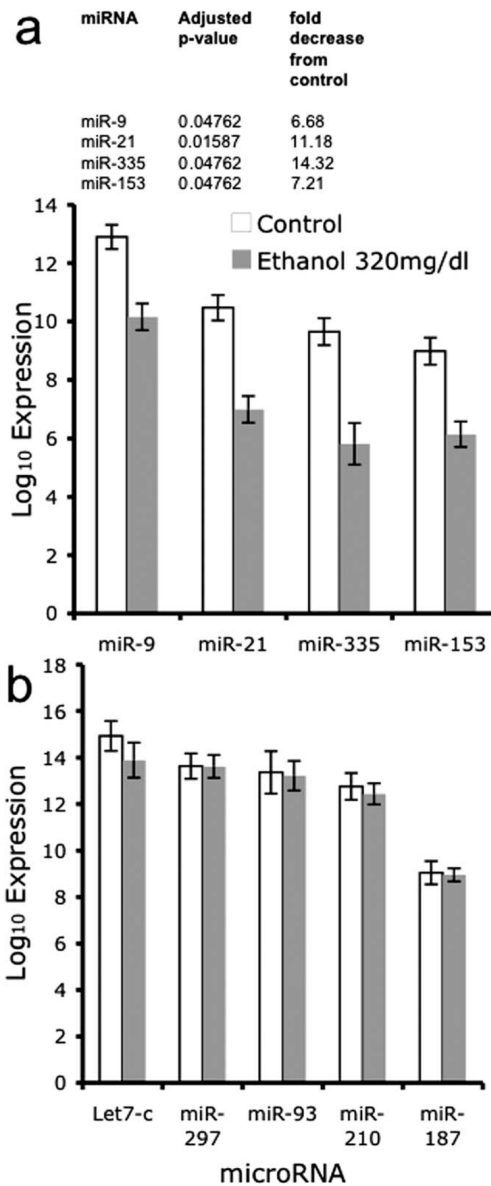 a
miRNA Adjusted p-value fold decrease from control
miR-9 0.04762 6.68
miR-21 0.01587 11.18
miR-335 0.04762 14.32
miR-153 0.04762 7.21
Control
Ethanol 320mg/dl
Log10 Expression
14
12
10
8
6
4
2
0
miR-9 miR-21 miR-335 miR-153
b
Log10 Expression
18
16
14
12
10
8
6
4
2
0
Let7-c miR-297 miR-93 miR-210 miR-187
microRNA